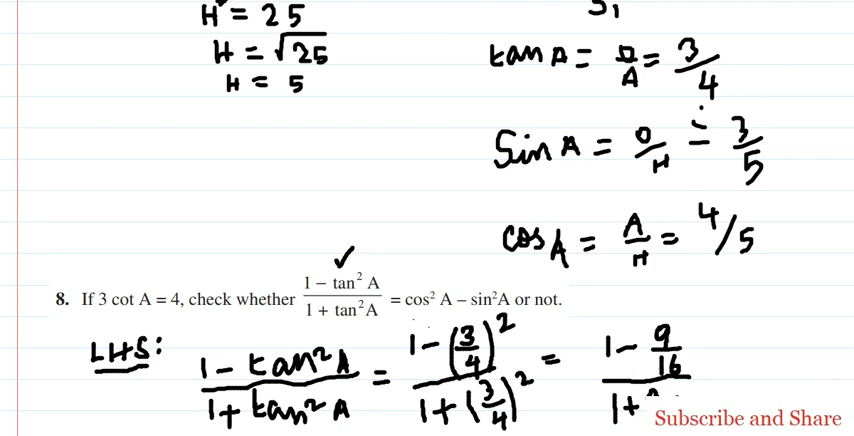 H² = 25
H = √25
H = 5
tan A = O/A = 3/4
Sin A = O/H = 3/5
cos A = A/H = 4/5
8. If 3 cot A = 4, check whether (1 − tan² A)/(1 + tan² A) = cos² A – sin²A or not.
LHS: (1 − tan² A)/(1 + tan² A) = (1 − (3/4)²)/(1 + (3/4)²) = (1 − 9/16)/(1 +
Subscribe and Share